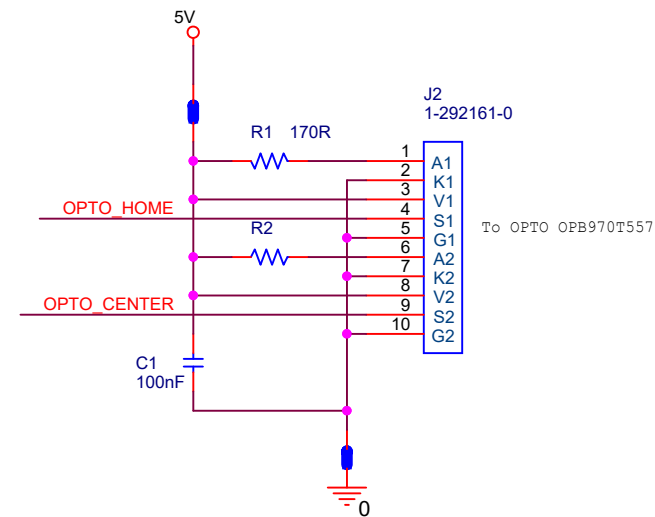 5V
J2
1-292161-0
R1 170R
1 A1
2 K1
3 V1
OPTO_HOME
4 S1
To OPTO OPB970T557
R2
5 G1
6 A2
7 K2
8 V2
OPTO_CENTER
9 S2
10 G2
C1
100nF
0